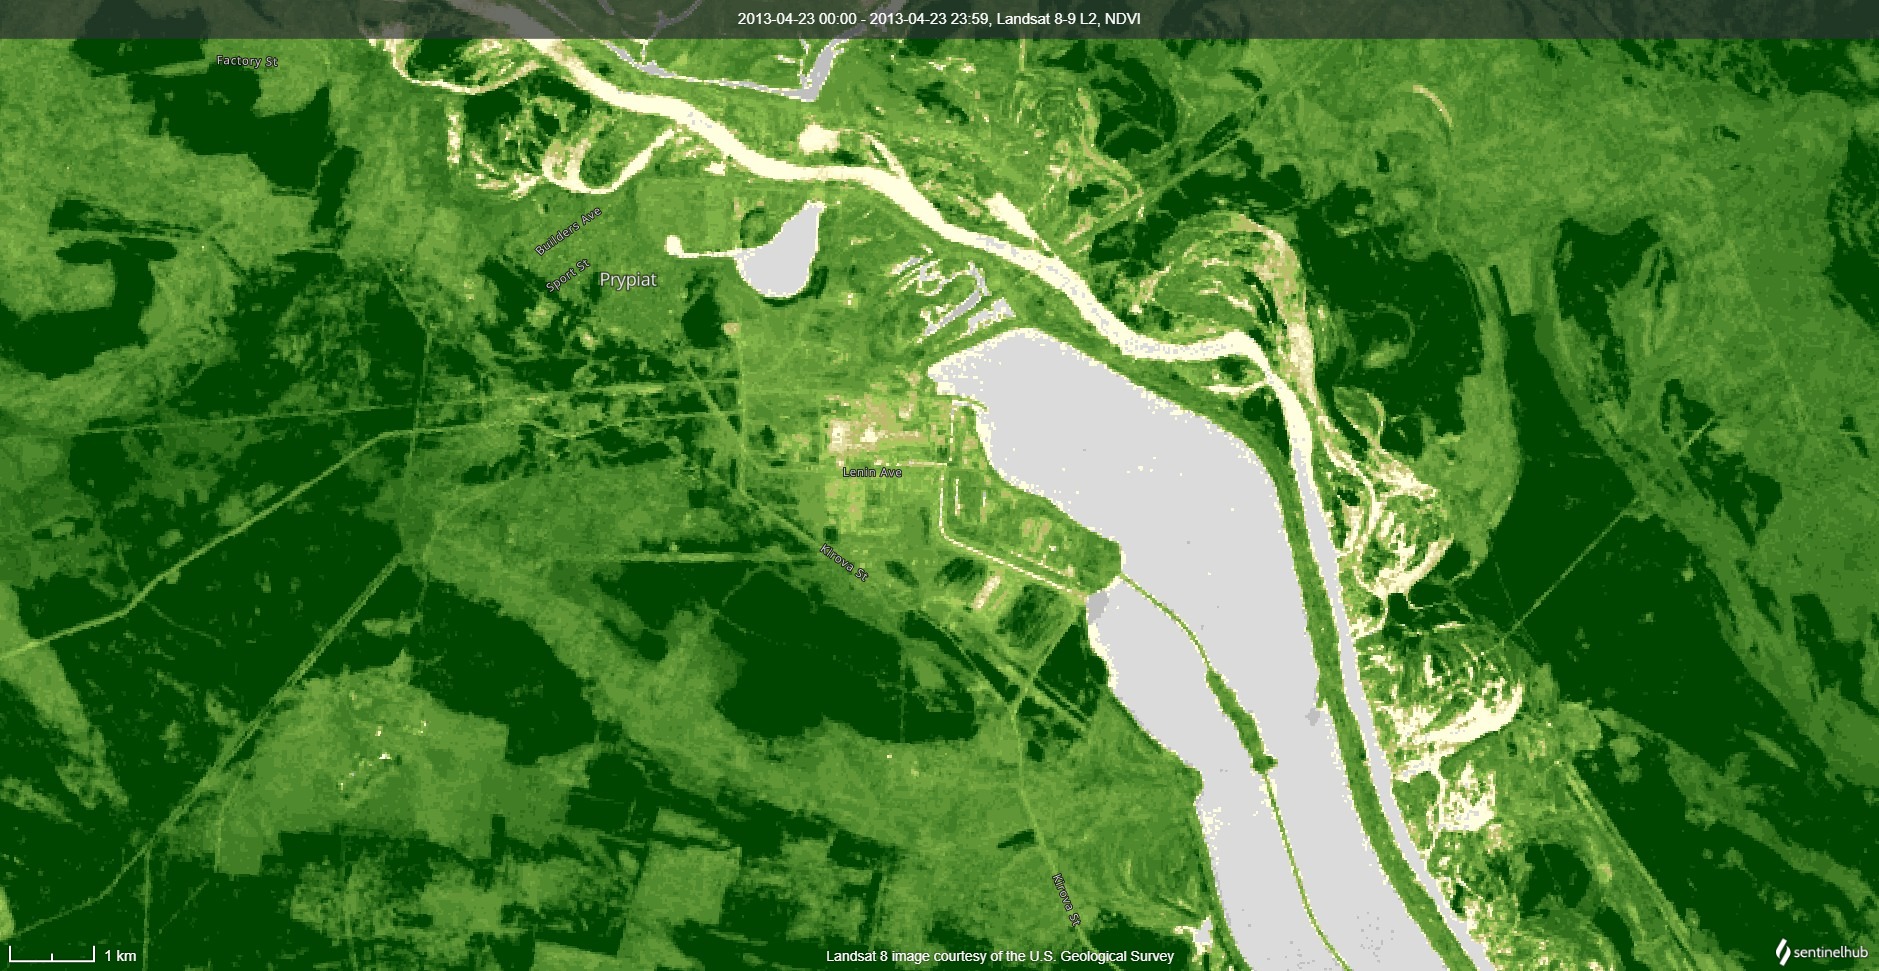 2013-04-23 00:00 - 2013-04-23 23:59, Landsat 8-9 L2, NDVI
Factory St
Builders Ave
Sport St
Prypiat
Lenin Ave
Kirova St
Kirova St
1 km
Landsat 8 image courtesy of the U.S. Geological Survey
sentinelhub